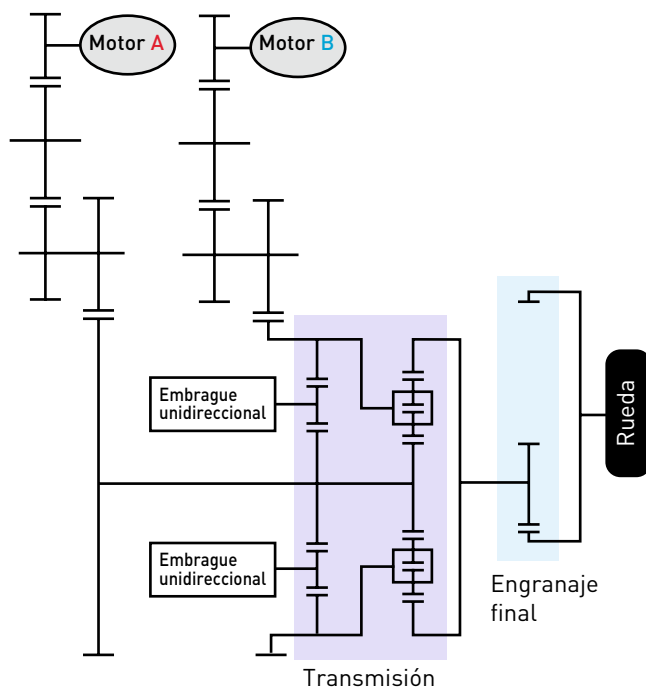 Motor A
Motor B
Embrague
unidireccional
Embrague
unidireccional
Rueda
Engranaje
final
Transmisión